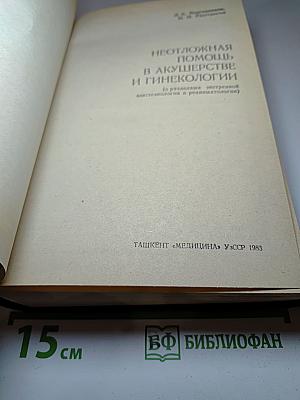 НЕОТЛОЖНАЯ
ПОМОЩЬ
В АКУШЕРСТВЕ
И ГИНЕКОЛОГИИ
(с разделами экстренной
анестезиологии и реаниматологии)
ТАШКЕНТ «МЕДИЦИНА» УзССР 1983
15 см
БФ БИБЛИОФАН